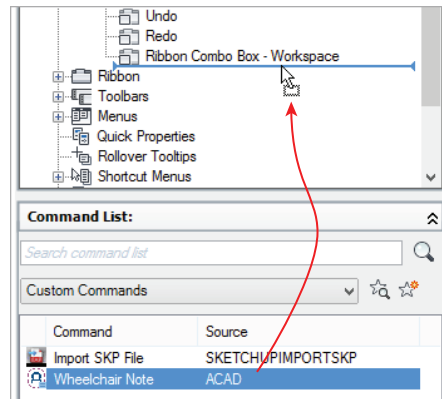 Undo
Redo
Ribbon Combo Box - Workspace
Ribbon
Toolbars
Menus
Quick Properties
Rollover Tooltips
Shortcut Menus
Command List:
Search command list
Custom Commands
Command Source
Import SKP File SKETCHUPIMPORTSKP
Wheelchair Note ACAD